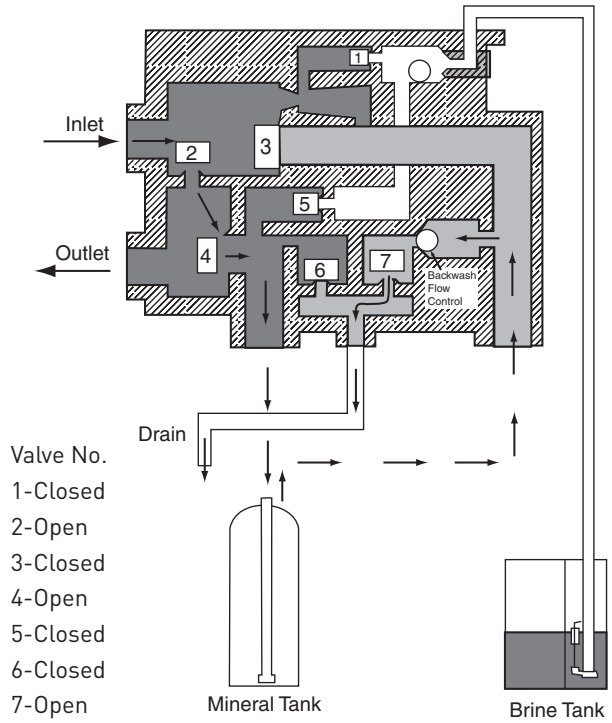 1
Inlet
2
3
5
Outlet
4
6
7
Backwash
Flow
Control
Drain
Valve No.
1-Closed
2-Open
3-Closed
4-Open
5-Closed
6-Closed
7-Open
Mineral Tank
Brine Tank